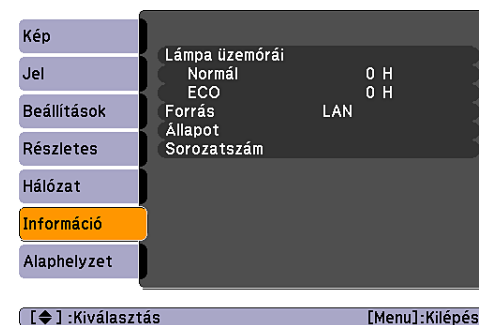 Kép
Jel
Beállítások
Részletes
Hálózat
Információ
Alaphelyzet
Lámpa üzemórái
Normál 0 H
ECO 0 H
Forrás LAN
Állapot
Sorozatszám
[◆] :Kiválasztás [Menu]:Kilépés